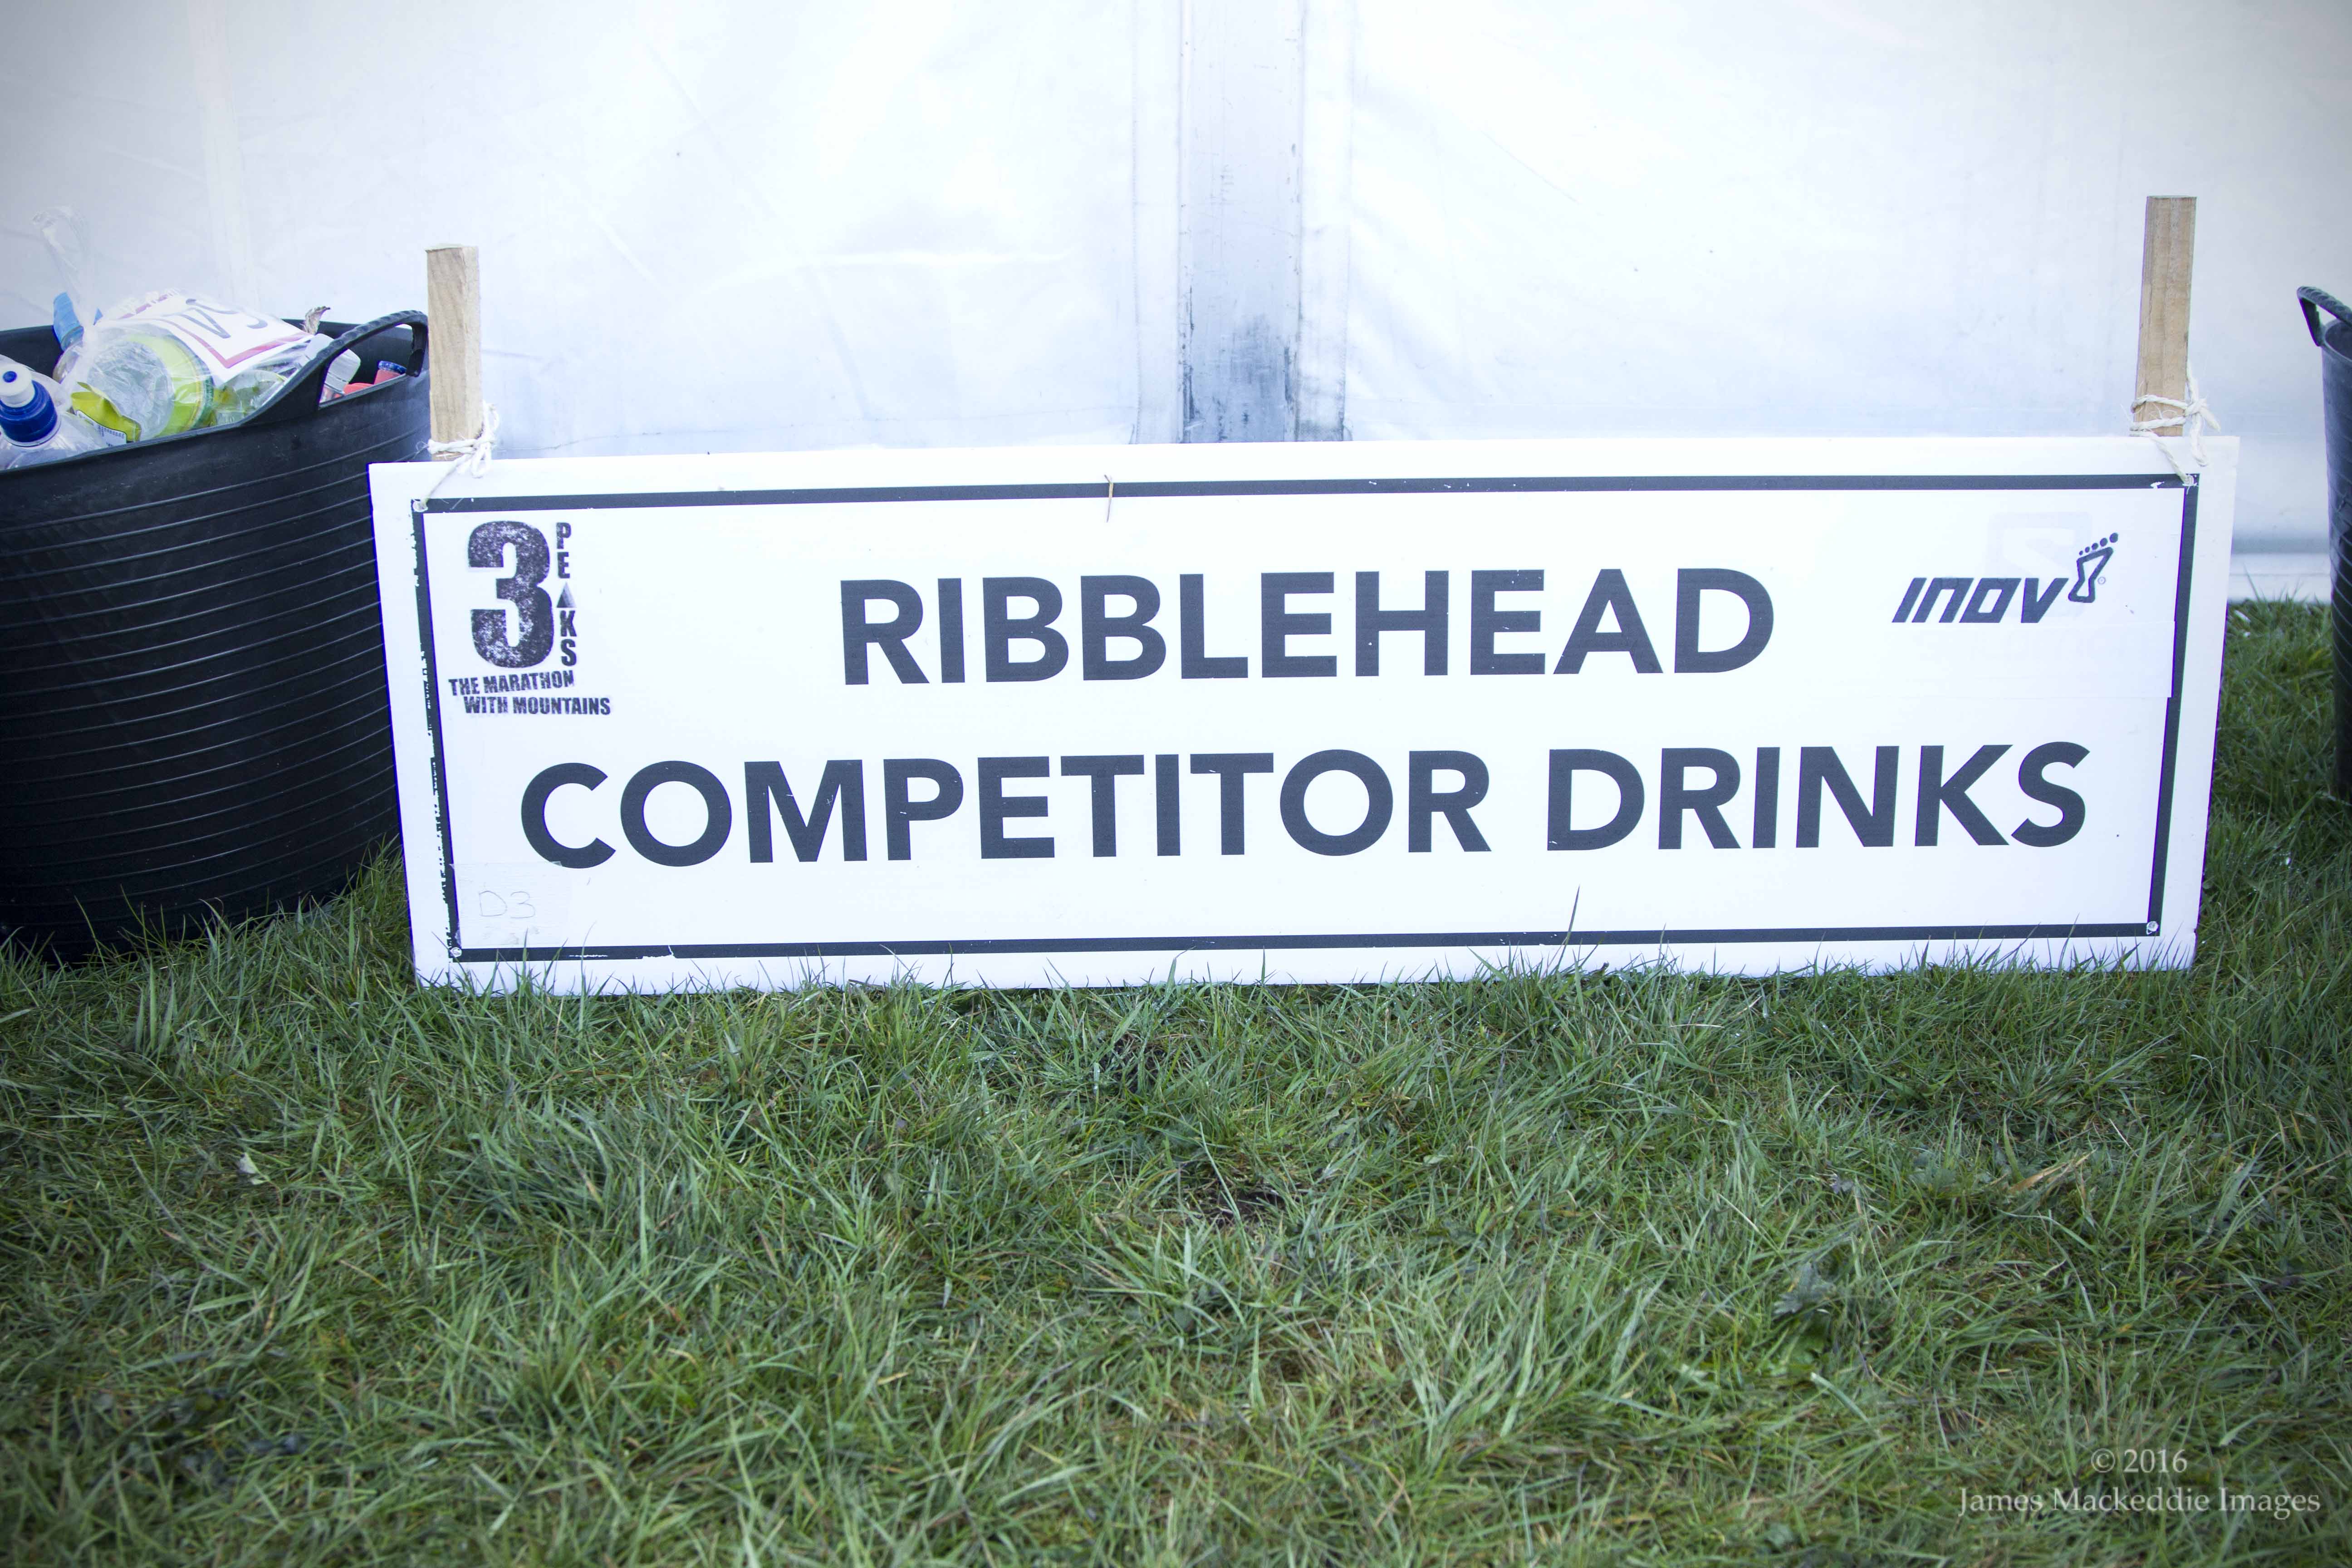 3
PEAKS
THE MARATHON
WITH MOUNTAINS
RIBBLEHEAD
inov8
COMPETITOR DRINKS
D3
© 2016
James Mackeddie Images